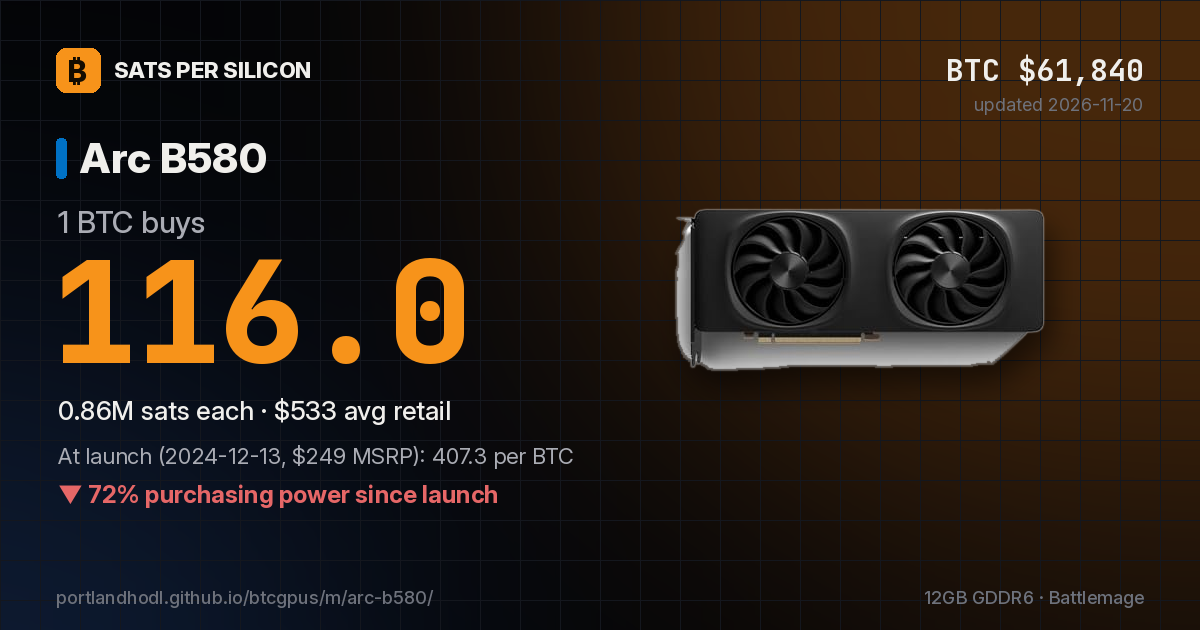 ₿ SATS PER SILICON
BTC $61,840
updated 2026-11-20
Arc B580
1 BTC buys
116.0
0.86M sats each · $533 avg retail
At launch (2024-12-13, $249 MSRP): 407.3 per BTC
▼ 72% purchasing power since launch
portlandhodl.github.io/btcgpus/m/arc-b580/
12GB GDDR6 · Battlemage